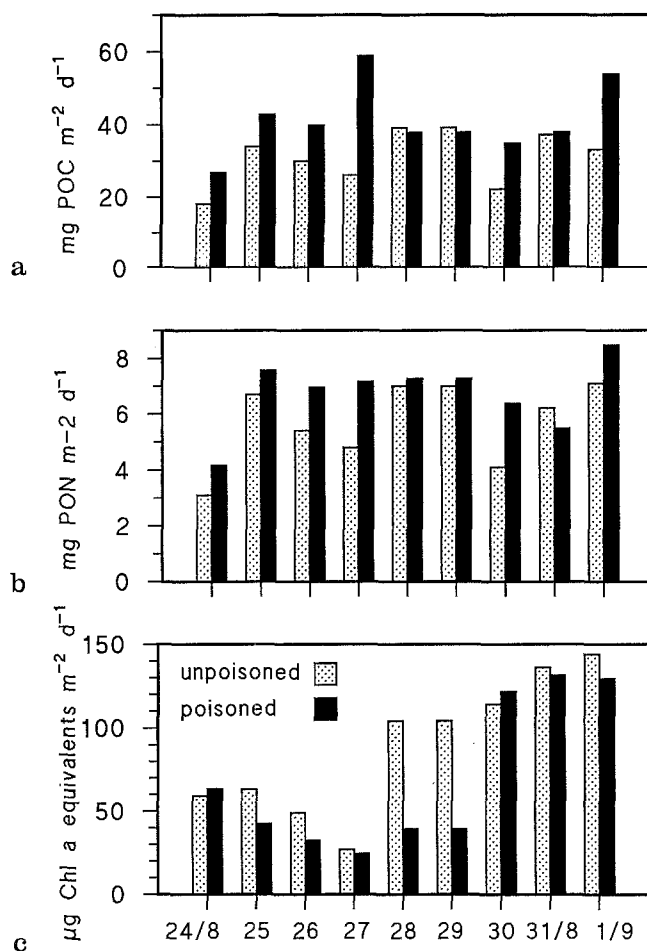 60
40
20
0
mg POC m⁻² d⁻¹
a
8
6
4
2
0
mg PON m-2 d⁻¹
b
150
100
50
0
µg Chl a equivalents m⁻² d⁻¹
unpoisoned
poisoned
c
24/8 25 26 27 28 29 30 31/8 1/9